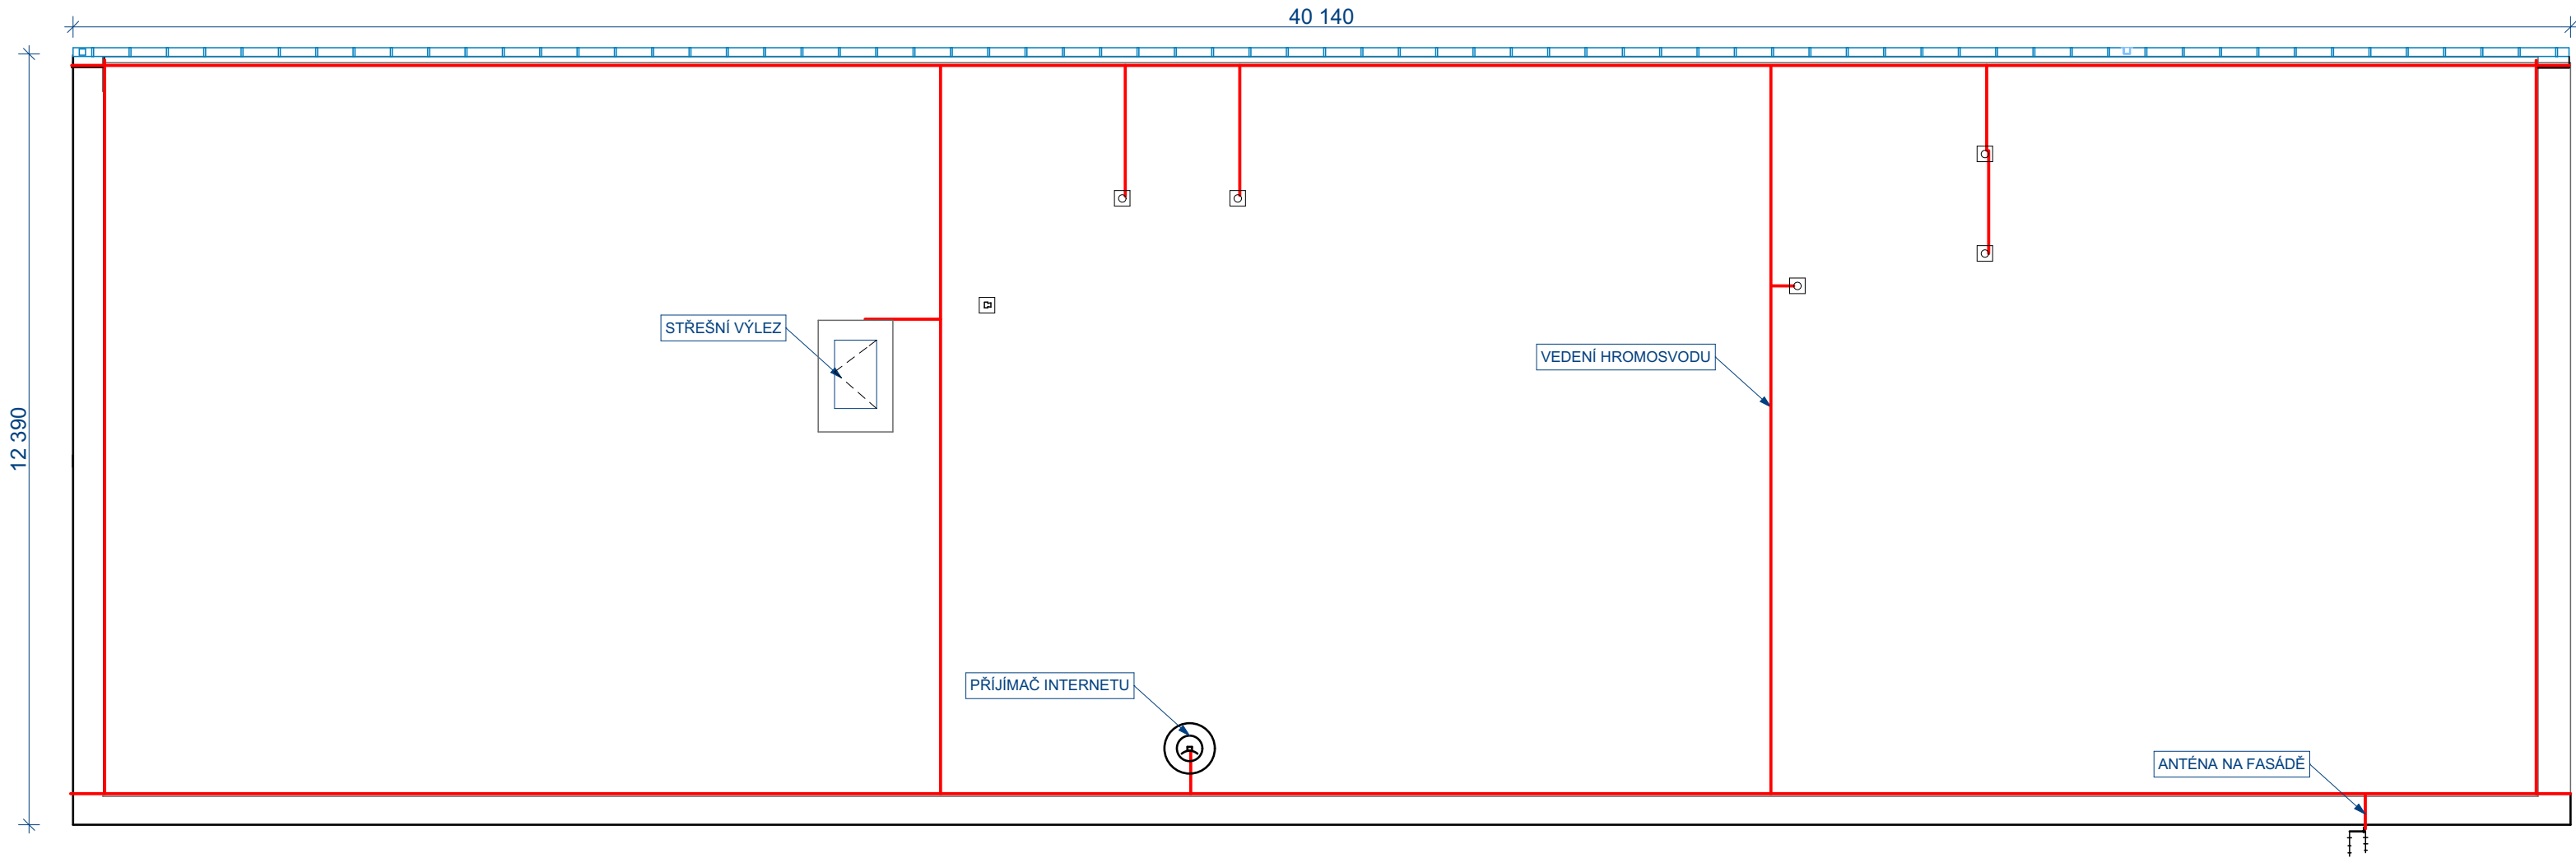 40 140
12 390
STŘEŠNÍ VÝLEZ
VEDENÍ HROMOSVODU
PŘÍJÍMAČ INTERNETU
ANTÉNA NA FASÁDĚ